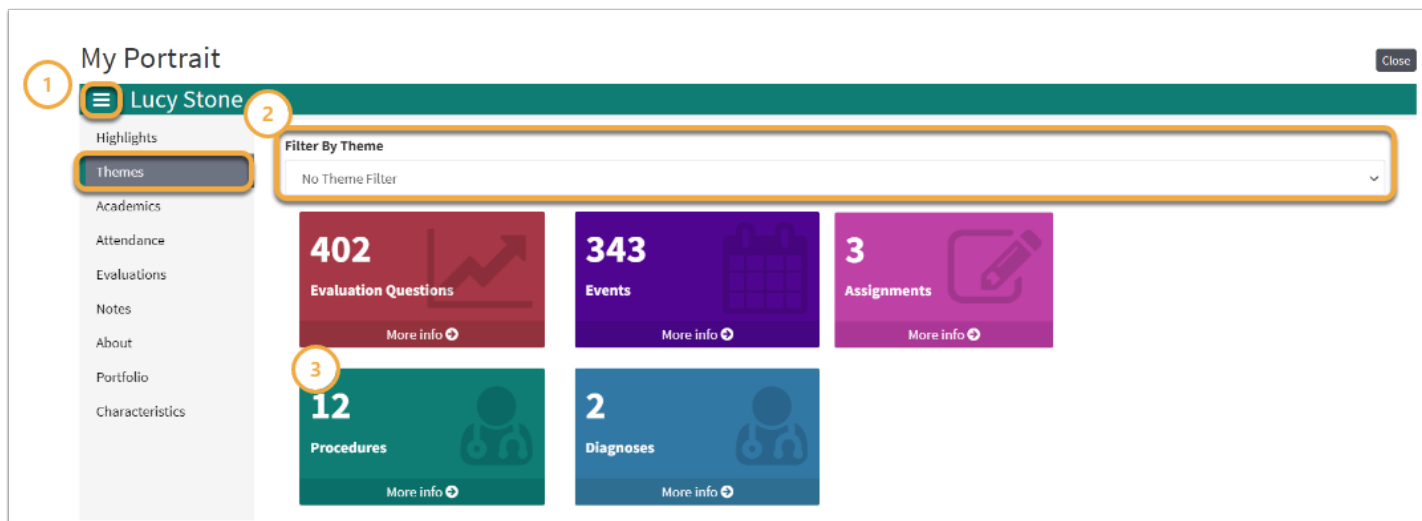 My Portrait
Close
1
Lucy Stone
2
Highlights
Themes
Academics
Attendance
Evaluations
Notes
About
Portfolio
Characteristics
Filter By Theme
No Theme Filter
402
Evaluation Questions
More info
343
Events
More info
3
Assignments
More info
3
12
Procedures
More info
2
Diagnoses
More info